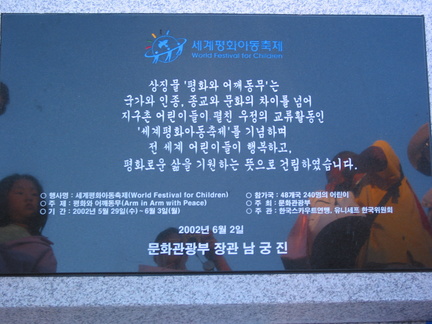 세계평화아동축제
World Festival for Children
상징물 '평화와 어깨동무'는
국가와 인종, 종교와 문화의 차이를 넘어
지구촌 어린이들이 펼친 우정의 교류활동인
'세계평화아동축제'를 기념하며
전 세계 어린이들이 행복하고,
평화로운 삶을 기원하는 뜻으로 건립하였습니다.
○ 행사명 : 세계평화아동축제(World Festival for Children) ○ 참가국 : 48개국 240명의 어린이
○ 주 제 : 평화와 어깨동무(Arm in Arm with Peace) ○ 주 최 : 문화관광부
○ 기 간 : 2002년 5월 29일(수) - 6월 3일(월) ○ 주 관 : 한국스카우트연맹, 유니세프 한국위원회
2002년 6월 2일
문화관광부 장관 남 궁 진